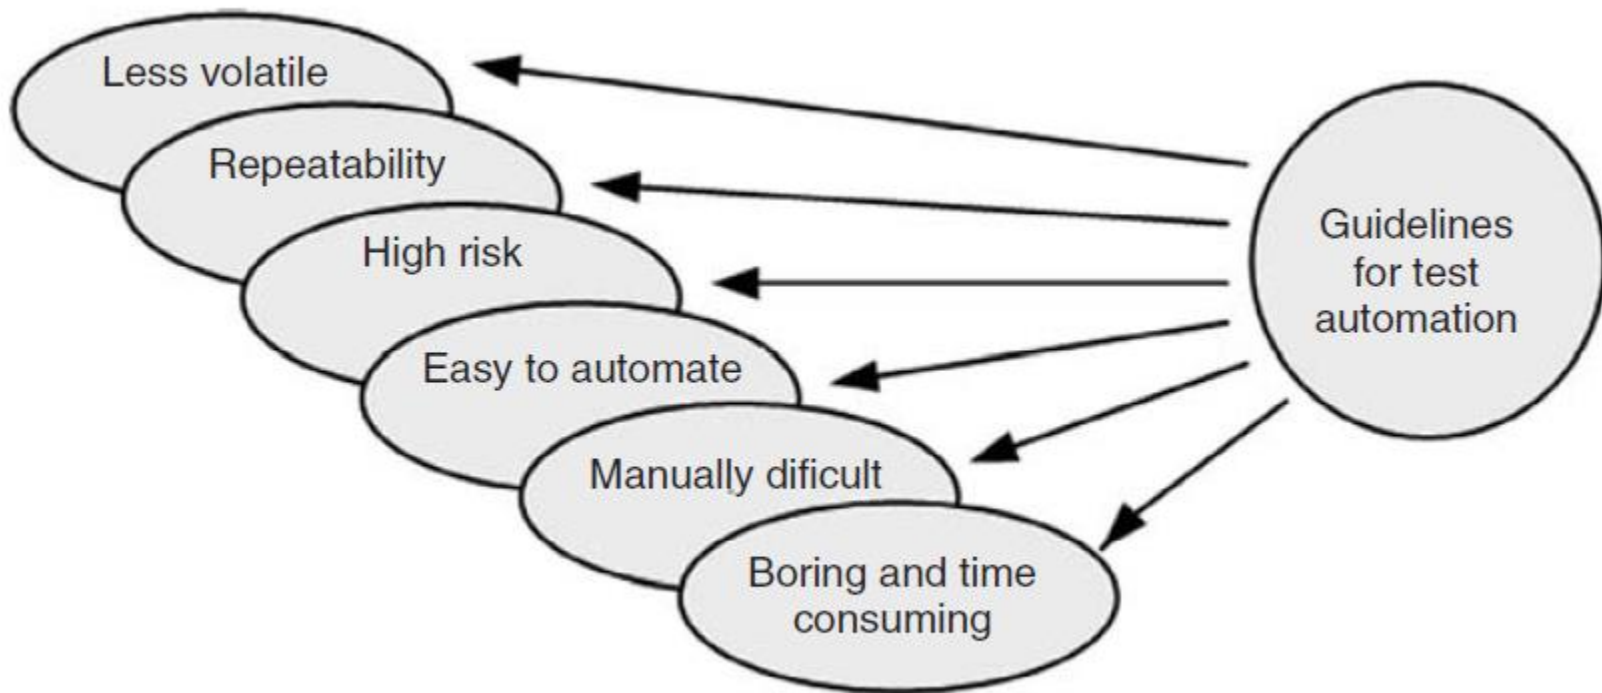 Less volatile
Repeatability
High risk
Easy to automate
Manually dificult
Boring and time
consuming
Guidelines
for test
automation